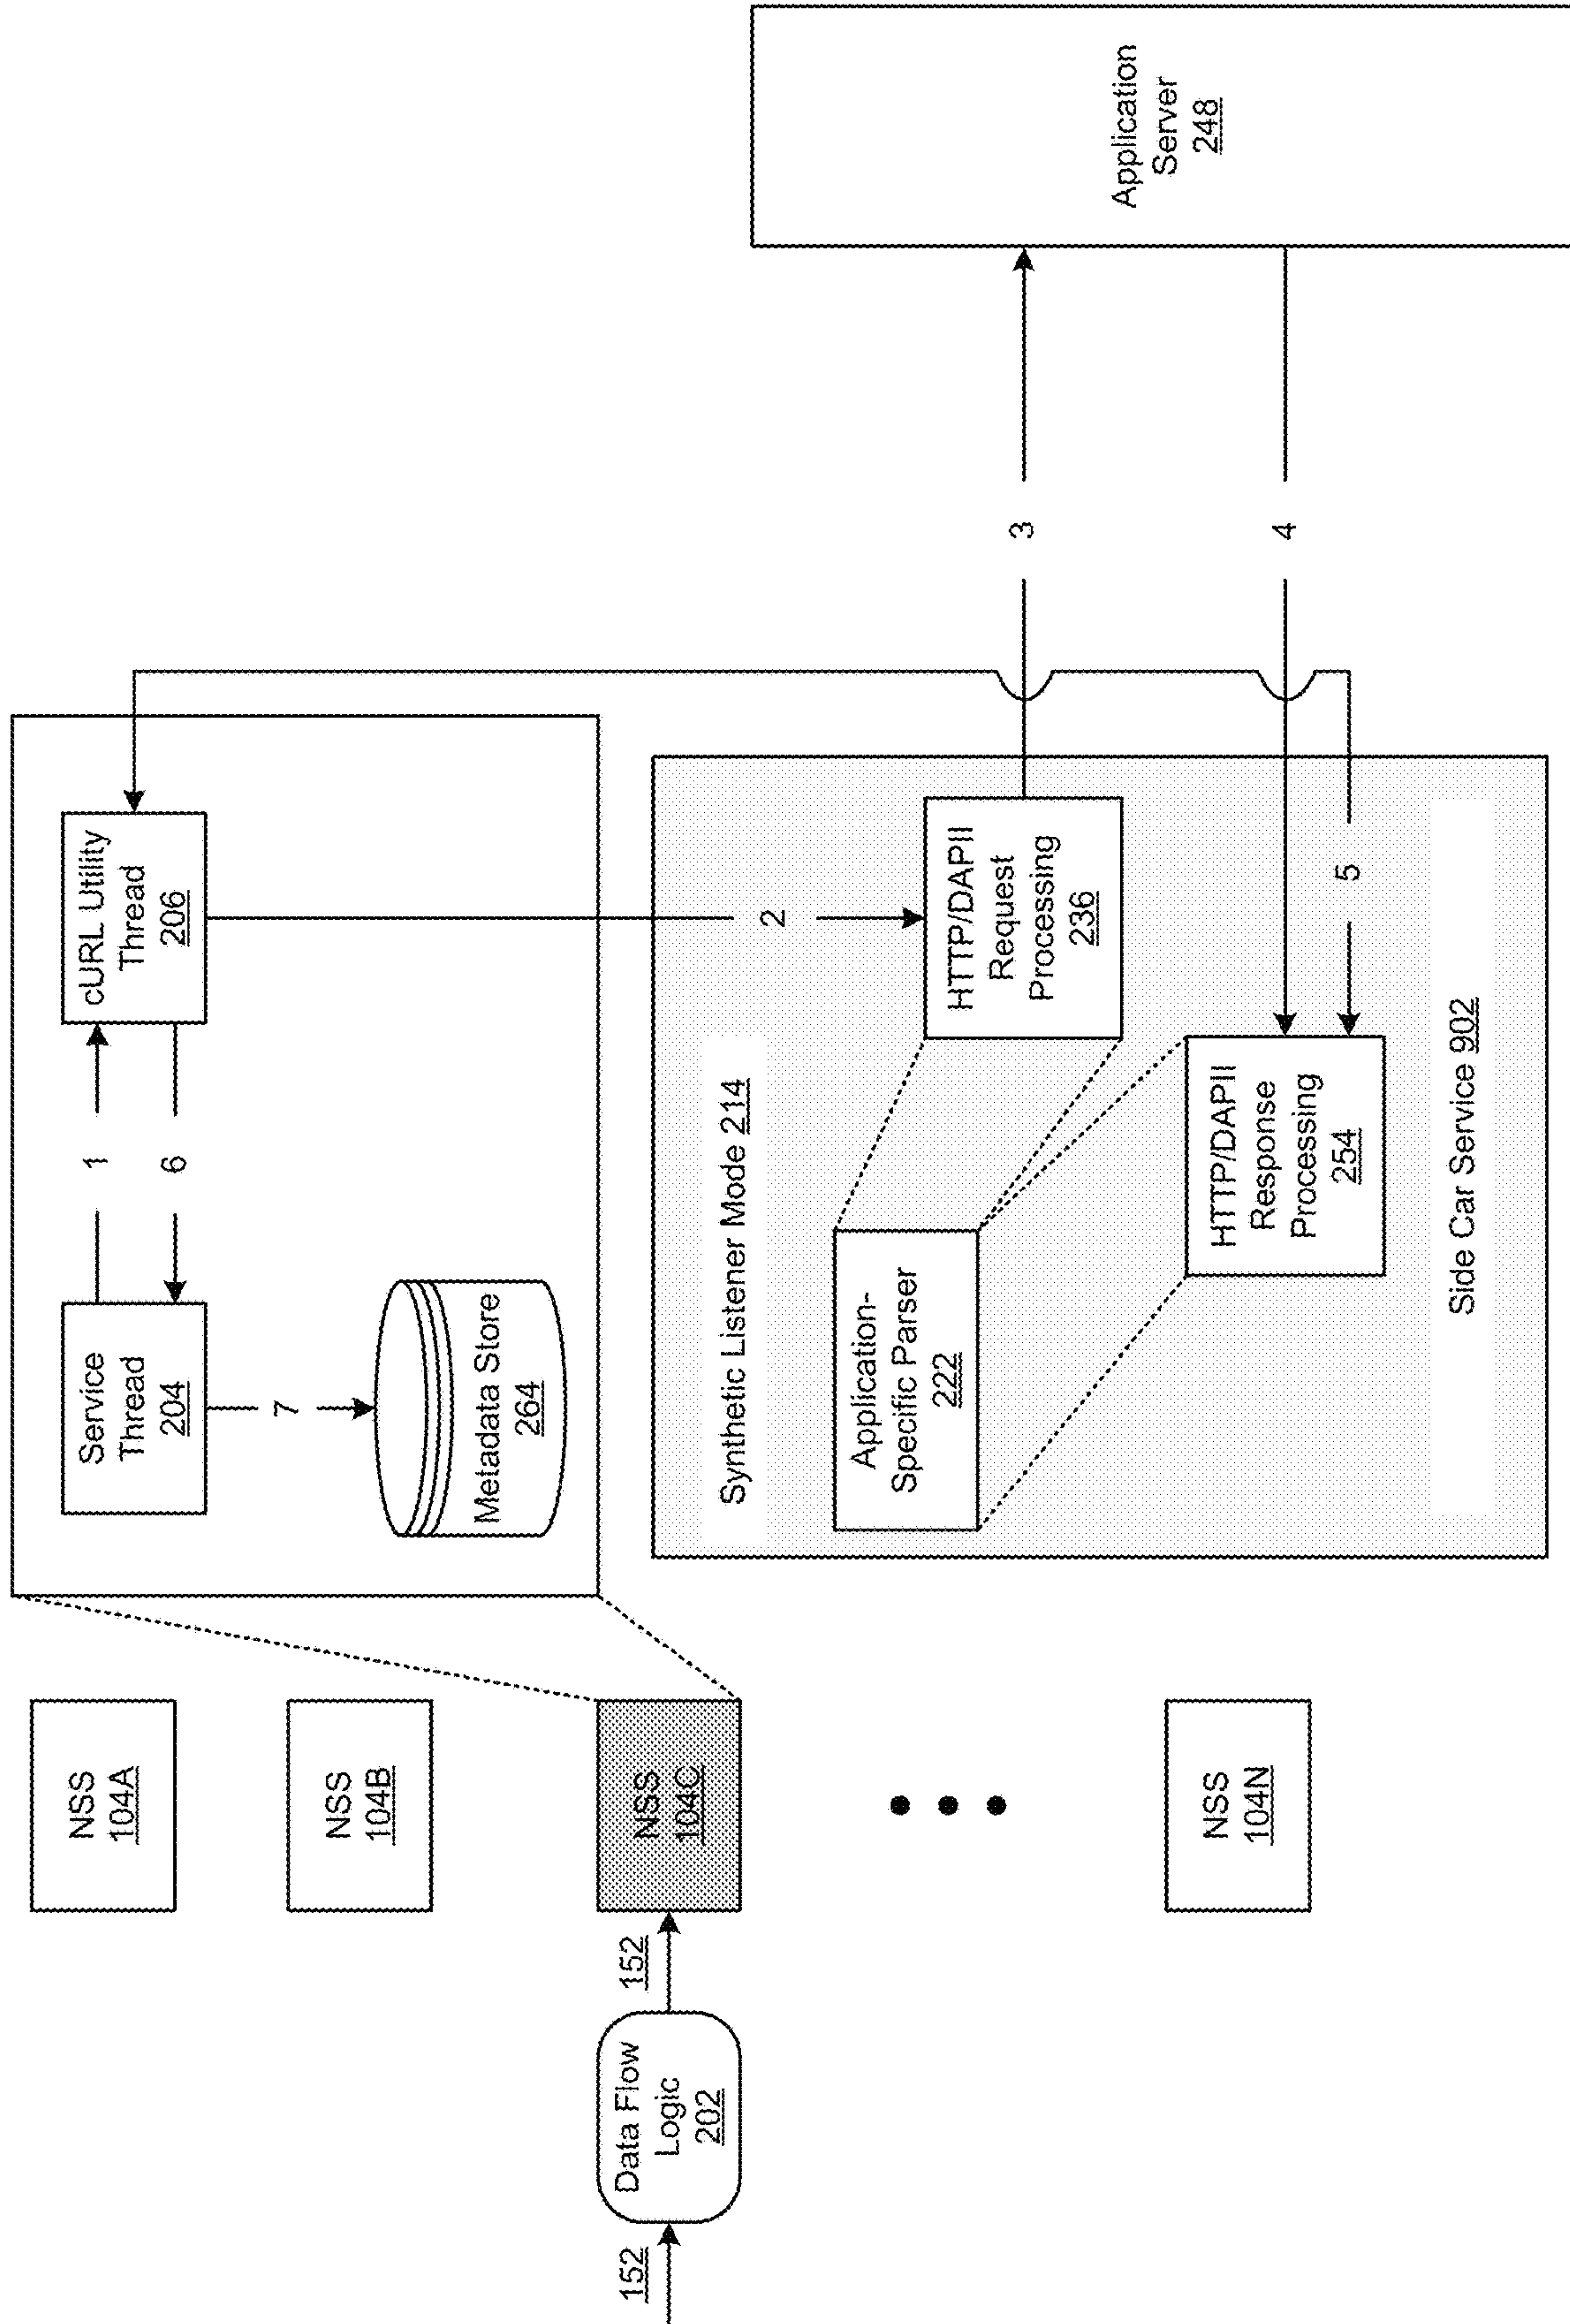 152
Data Flow
Logic
202
152
NSS
104A
NSS
104B
NSS
104C
NSS
104N
Service
Thread
204
1
6
cURL Utility
Thread
206
7
Metadata Store
264
2
Synthetic Listener Mode 214
Application-
Specific Parser
222
HTTP/DAPII
Request
Processing
236
HTTP/DAPII
Response
Processing
254
Side Car Service 902
5
3
4
Application
Server
248